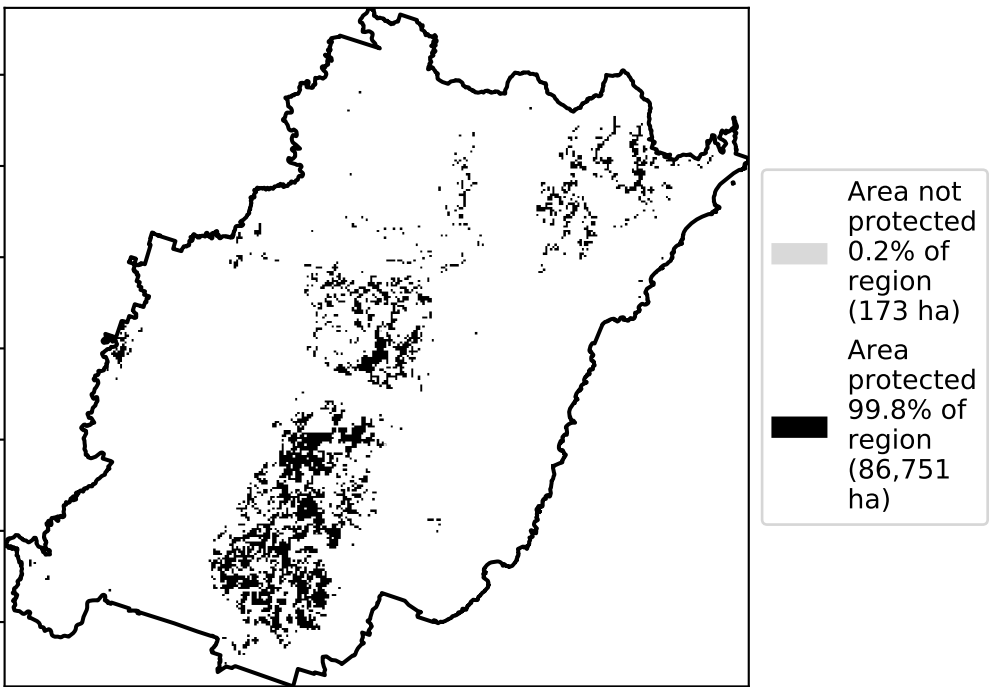 Area not
protected
0.2% of
region
(173 ha)
Area
protected
99.8% of
region
(86,751
ha)